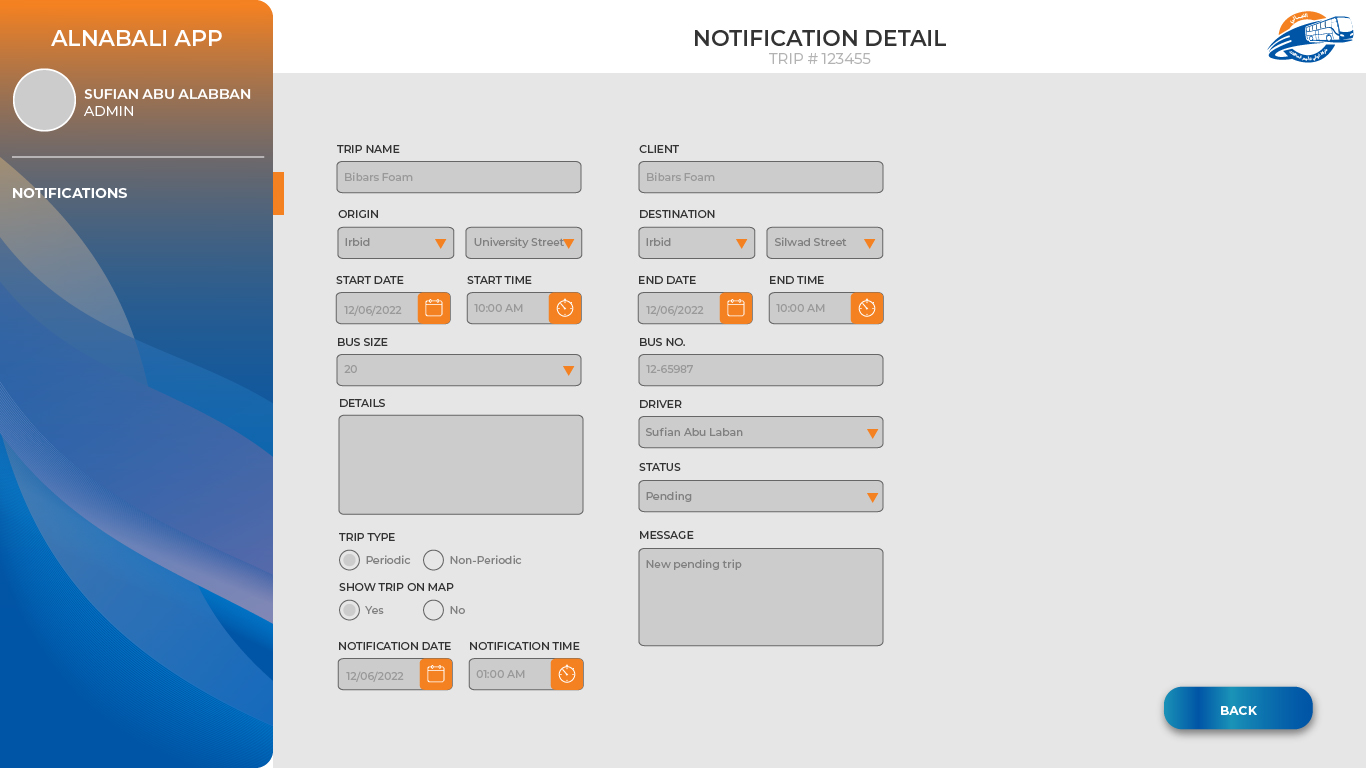 ALNABALI APP
SUFIAN ABU ALABBAN
ADMIN
NOTIFICATIONS
NOTIFICATION DETAIL
TRIP # 123455
TRIP NAME
Bibars Foam
CLIENT
Bibars Foam
ORIGIN
Irbid
University Street
DESTINATION
Irbid
Silwad Street
START DATE
12/06/2022
START TIME
10:00 AM
END DATE
12/06/2022
END TIME
10:00 AM
BUS SIZE
20
BUS NO.
12-65987
DETAILS
DRIVER
Sufian Abu Laban
STATUS
Pending
TRIP TYPE
Periodic
Non-Periodic
SHOW TRIP ON MAP
Yes
No
MESSAGE
New pending trip
NOTIFICATION DATE
12/06/2022
NOTIFICATION TIME
01:00 AM
BACK